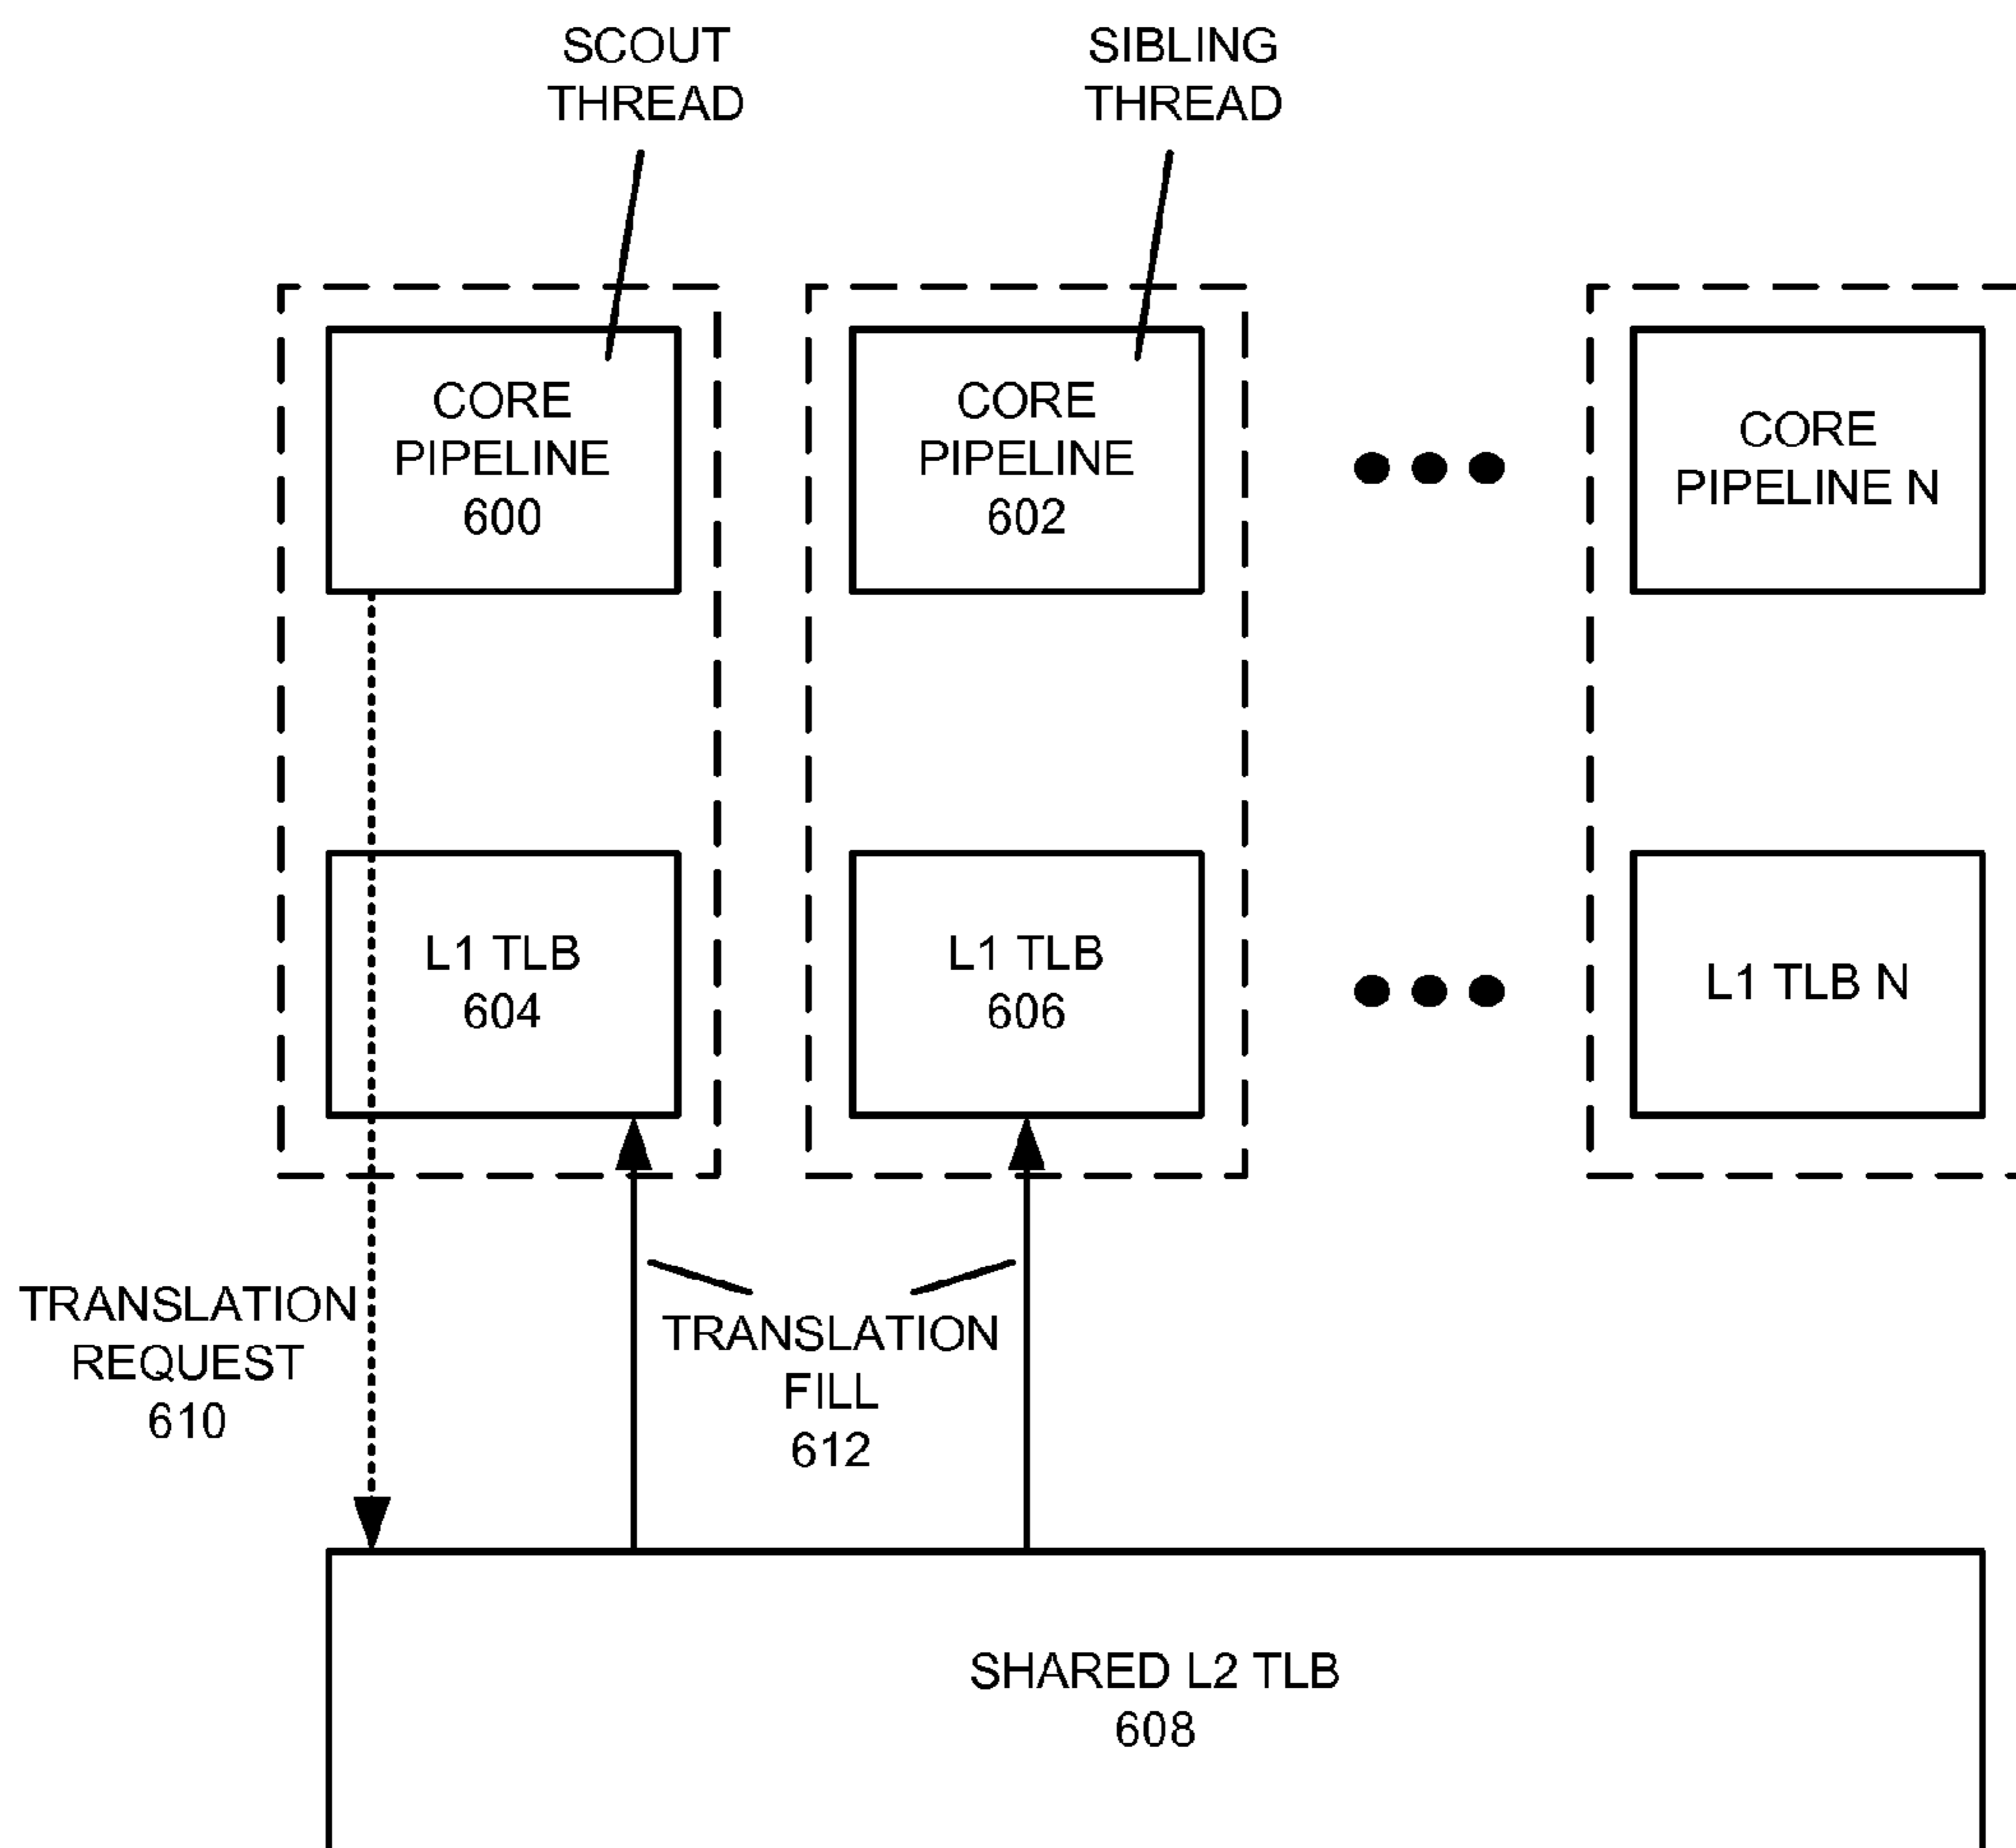 SCOUT
THREAD
SIBLING
THREAD
CORE
PIPELINE
600
CORE
PIPELINE
602
CORE
PIPELINE N
L1 TLB
604
L1 TLB
606
L1 TLB N
TRANSLATION
REQUEST
610
TRANSLATION
FILL
612
SHARED L2 TLB
608